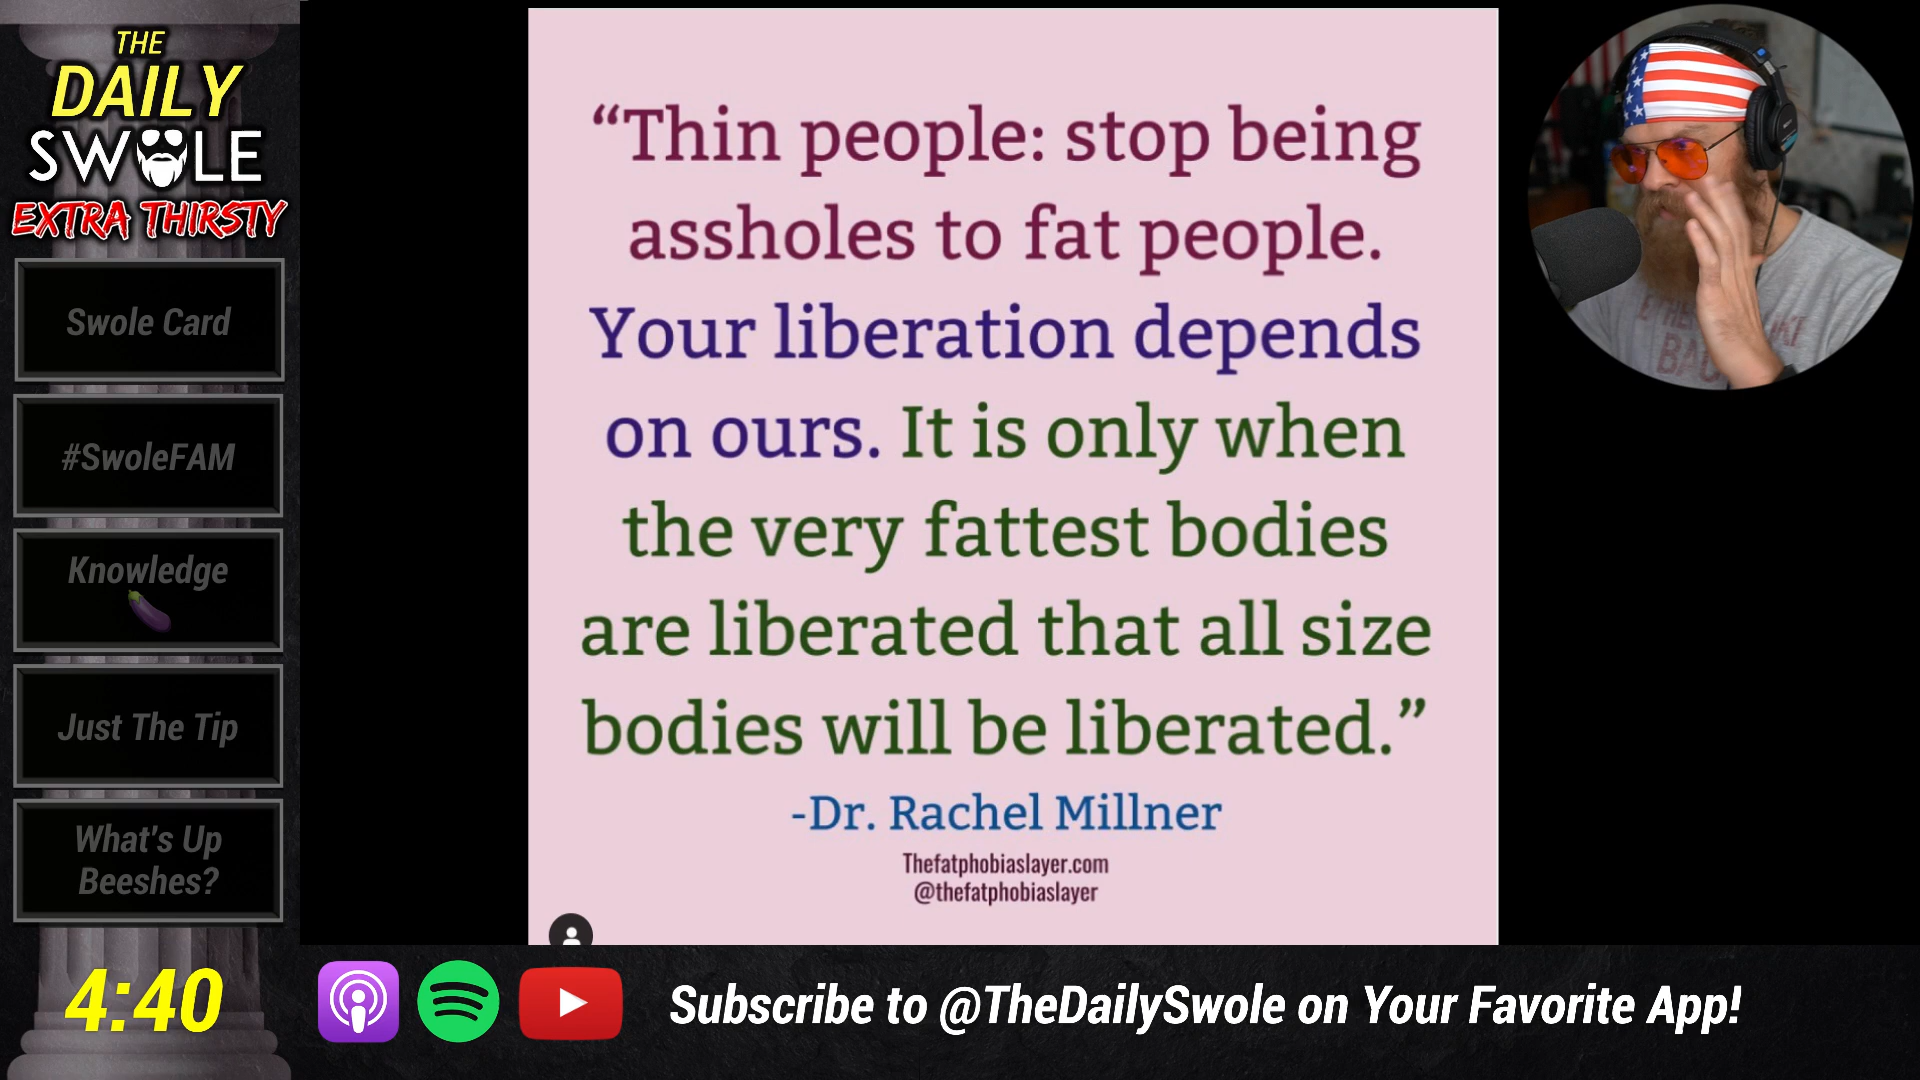 THE
DAILY
SWOLE
EXTRA THIRSTY
Swole Card
#SwoleFAM
Knowledge
Just The Tip
What's Up
Beeshes?
4:40
“Thin people: stop being
assholes to fat people.
Your liberation depends
on ours. It is only when
the very fattest bodies
are liberated that all size
bodies will be liberated.”
-Dr. Rachel Millner
Thefatphobiaslayer.com
@thefatphobiaslayer
Subscribe to @TheDailySwole on Your Favorite App!